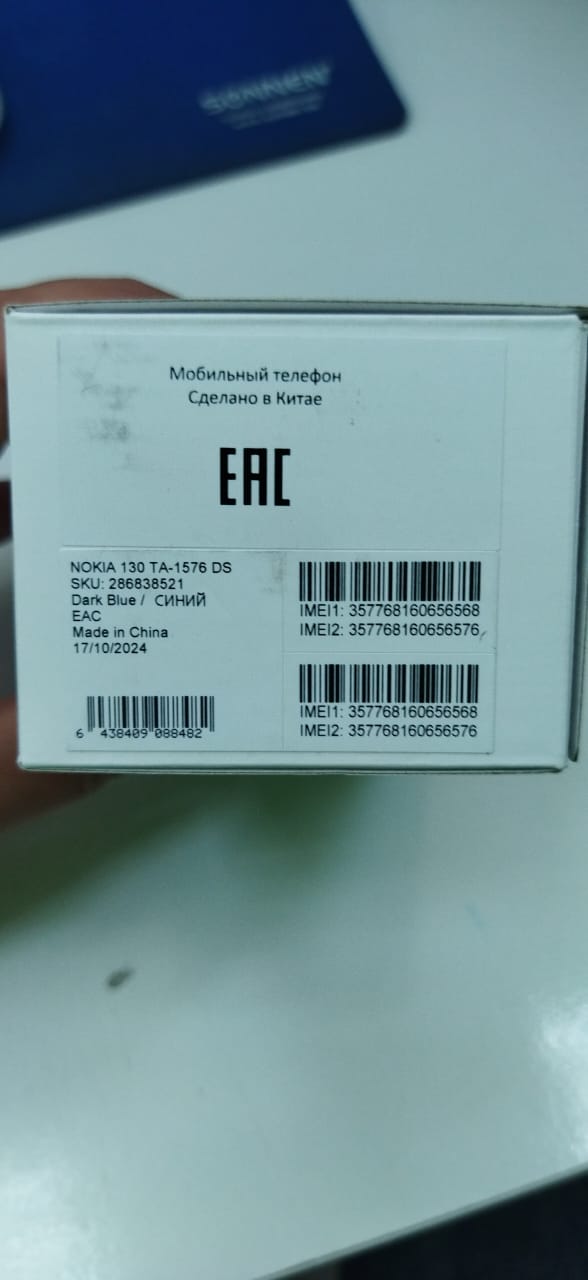 SONNEN
Мобильный телефон
Сделано в Китае
EAC
NOKIA 130 TA-1576 DS
SKU: 286838521
Dark Blue / СИНИЙ
EAC
Made in China
17/10/2024
6 438409 088482
IMEI1: 357768160656568
IMEI2: 357768160656576
IMEI1: 357768160656568
IMEI2: 357768160656576